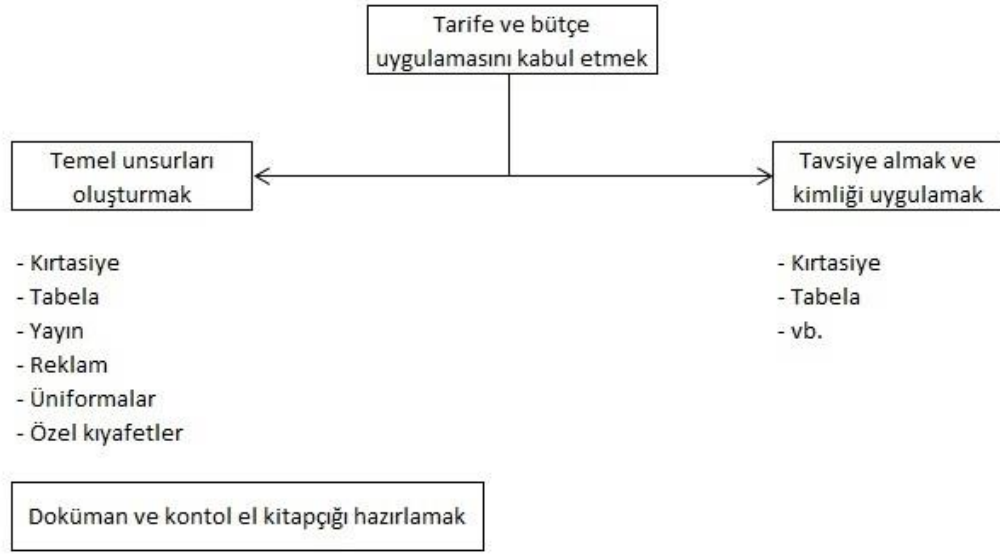 Tarife ve bütçe
uygulamasını kabul etmek
Temel unsurları
oluşturmak
Tavsiye almak ve
kimliği uygulamak
- Kırtasiye
- Tabela
- Yayın
- Reklam
- Üniformalar
- Özel kıyafetler
- Kırtasiye
- Tabela
- vb.
Doküman ve kontol el kitapçığı hazırlamak